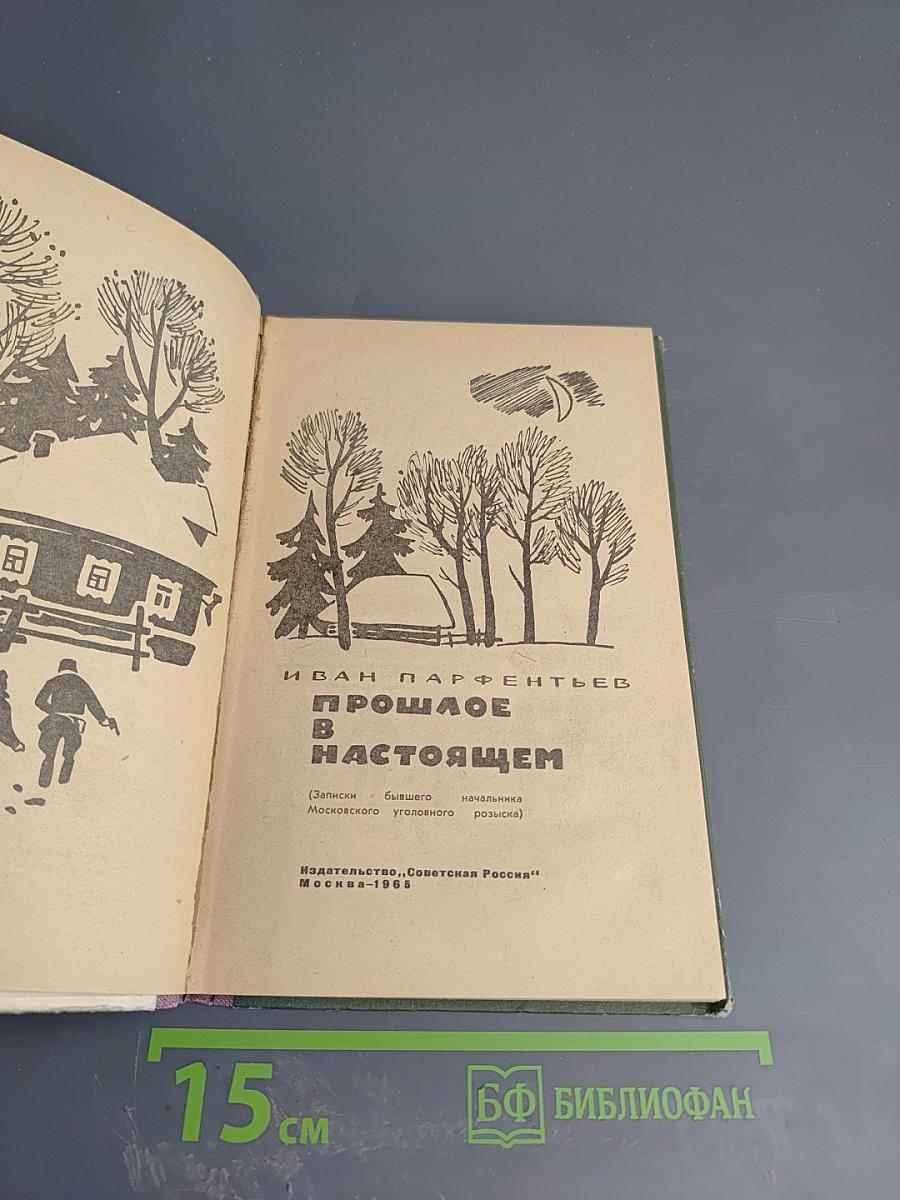 ИВАН ПАРФЕНТЬЕВ
ПРОШЛОЕ
В
НАСТОЯЩЕМ
(Записки бывшего начальника
Московского уголовного розыска)
Издательство „Советская Россия“
Москва—1965
15 см
БФ БИБЛИОФАН